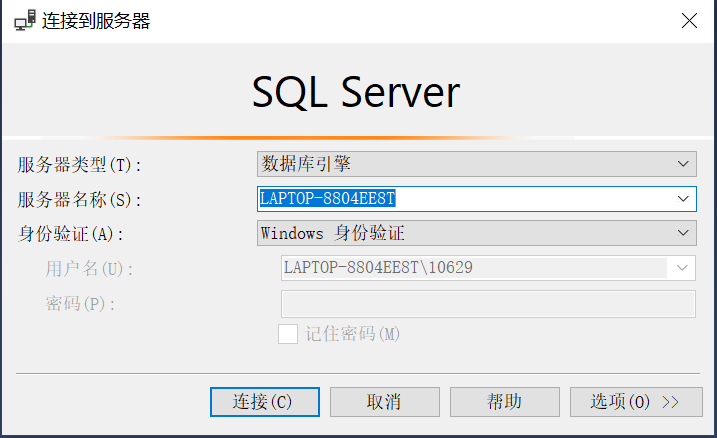 连接到服务器
SQL Server
服务器类型(T): 数据库引擎
服务器名称(S): LAPTOP-8804EE8T
身份验证(A): Windows 身份验证
用户名(U): LAPTOP-8804EE8T\10629
密码(P):
记住密码(M)
连接(C) 取消 帮助 选项(O) >>